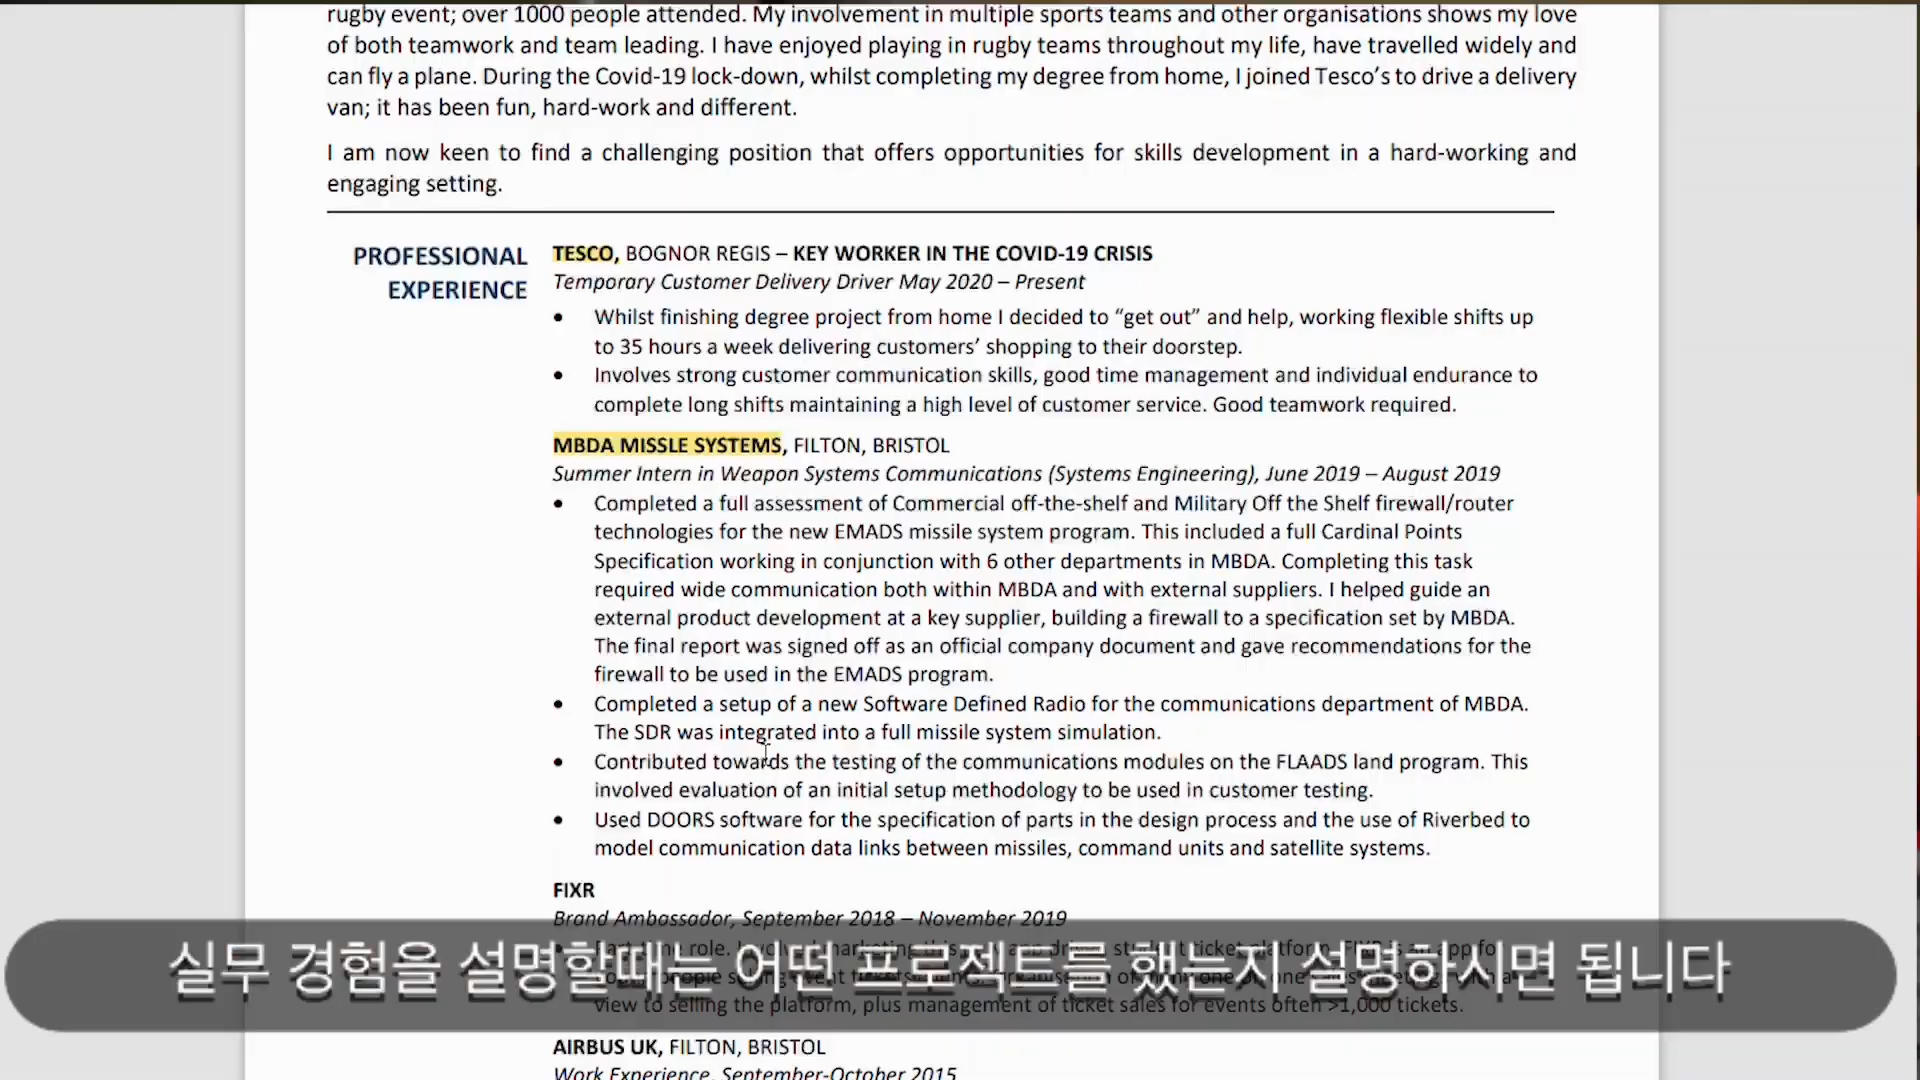 rugby event; over 1000 people attended. My involvement in multiple sports teams and other organisations shows my love
of both teamwork and team leading. I have enjoyed playing in rugby teams throughout my life, have travelled widely and
can fly a plane. During the Covid-19 lock-down, whilst completing my degree from home, I joined Tesco's to drive a delivery
van; it has been fun, hard-work and different.
I am now keen to find a challenging position that offers opportunities for skills development in a hard-working and
engaging setting.
PROFESSIONAL
EXPERIENCE
TESCO, BOGNOR REGIS – KEY WORKER IN THE COVID-19 CRISIS
Temporary Customer Delivery Driver May 2020 – Present
• Whilst finishing degree project from home I decided to “get out” and help, working flexible shifts up
to 35 hours a week delivering customers’ shopping to their doorstep.
• Involves strong customer communication skills, good time management and individual endurance to
complete long shifts maintaining a high level of customer service. Good teamwork required.
MBDA MISSLE SYSTEMS, FILTON, BRISTOL
Summer Intern in Weapon Systems Communications (Systems Engineering), June 2019 – August 2019
• Completed a full assessment of Commercial off-the-shelf and Military Off the Shelf firewall/router
technologies for the new EMADS missile system program. This included a full Cardinal Points
Specification working in conjunction with 6 other departments in MBDA. Completing this task
required wide communication both within MBDA and with external suppliers. I helped guide an
external product development at a key supplier, building a firewall to a specification set by MBDA.
The final report was signed off as an official company document and gave recommendations for the
firewall to be used in the EMADS program.
• Completed a setup of a new Software Defined Radio for the communications department of MBDA.
The SDR was integrated into a full missile system simulation.
• Contributed towards the testing of the communications modules on the FLAADS land program. This
involved evaluation of an initial setup methodology to be used in customer testing.
• Used DOORS software for the specification of parts in the design process and the use of Riverbed to
model communication data links between missiles, command units and satellite systems.
FIXR
Brand Ambassador, September 2018 – November 2019
실무 경험을 설명할때는 어떤 프로젝트를 했는지 설명하시면 됩니다
view to selling the platform, plus management of ticket sales for events often >1,000 tickets.
AIRBUS UK, FILTON, BRISTOL
Work Experience, September-October 2015